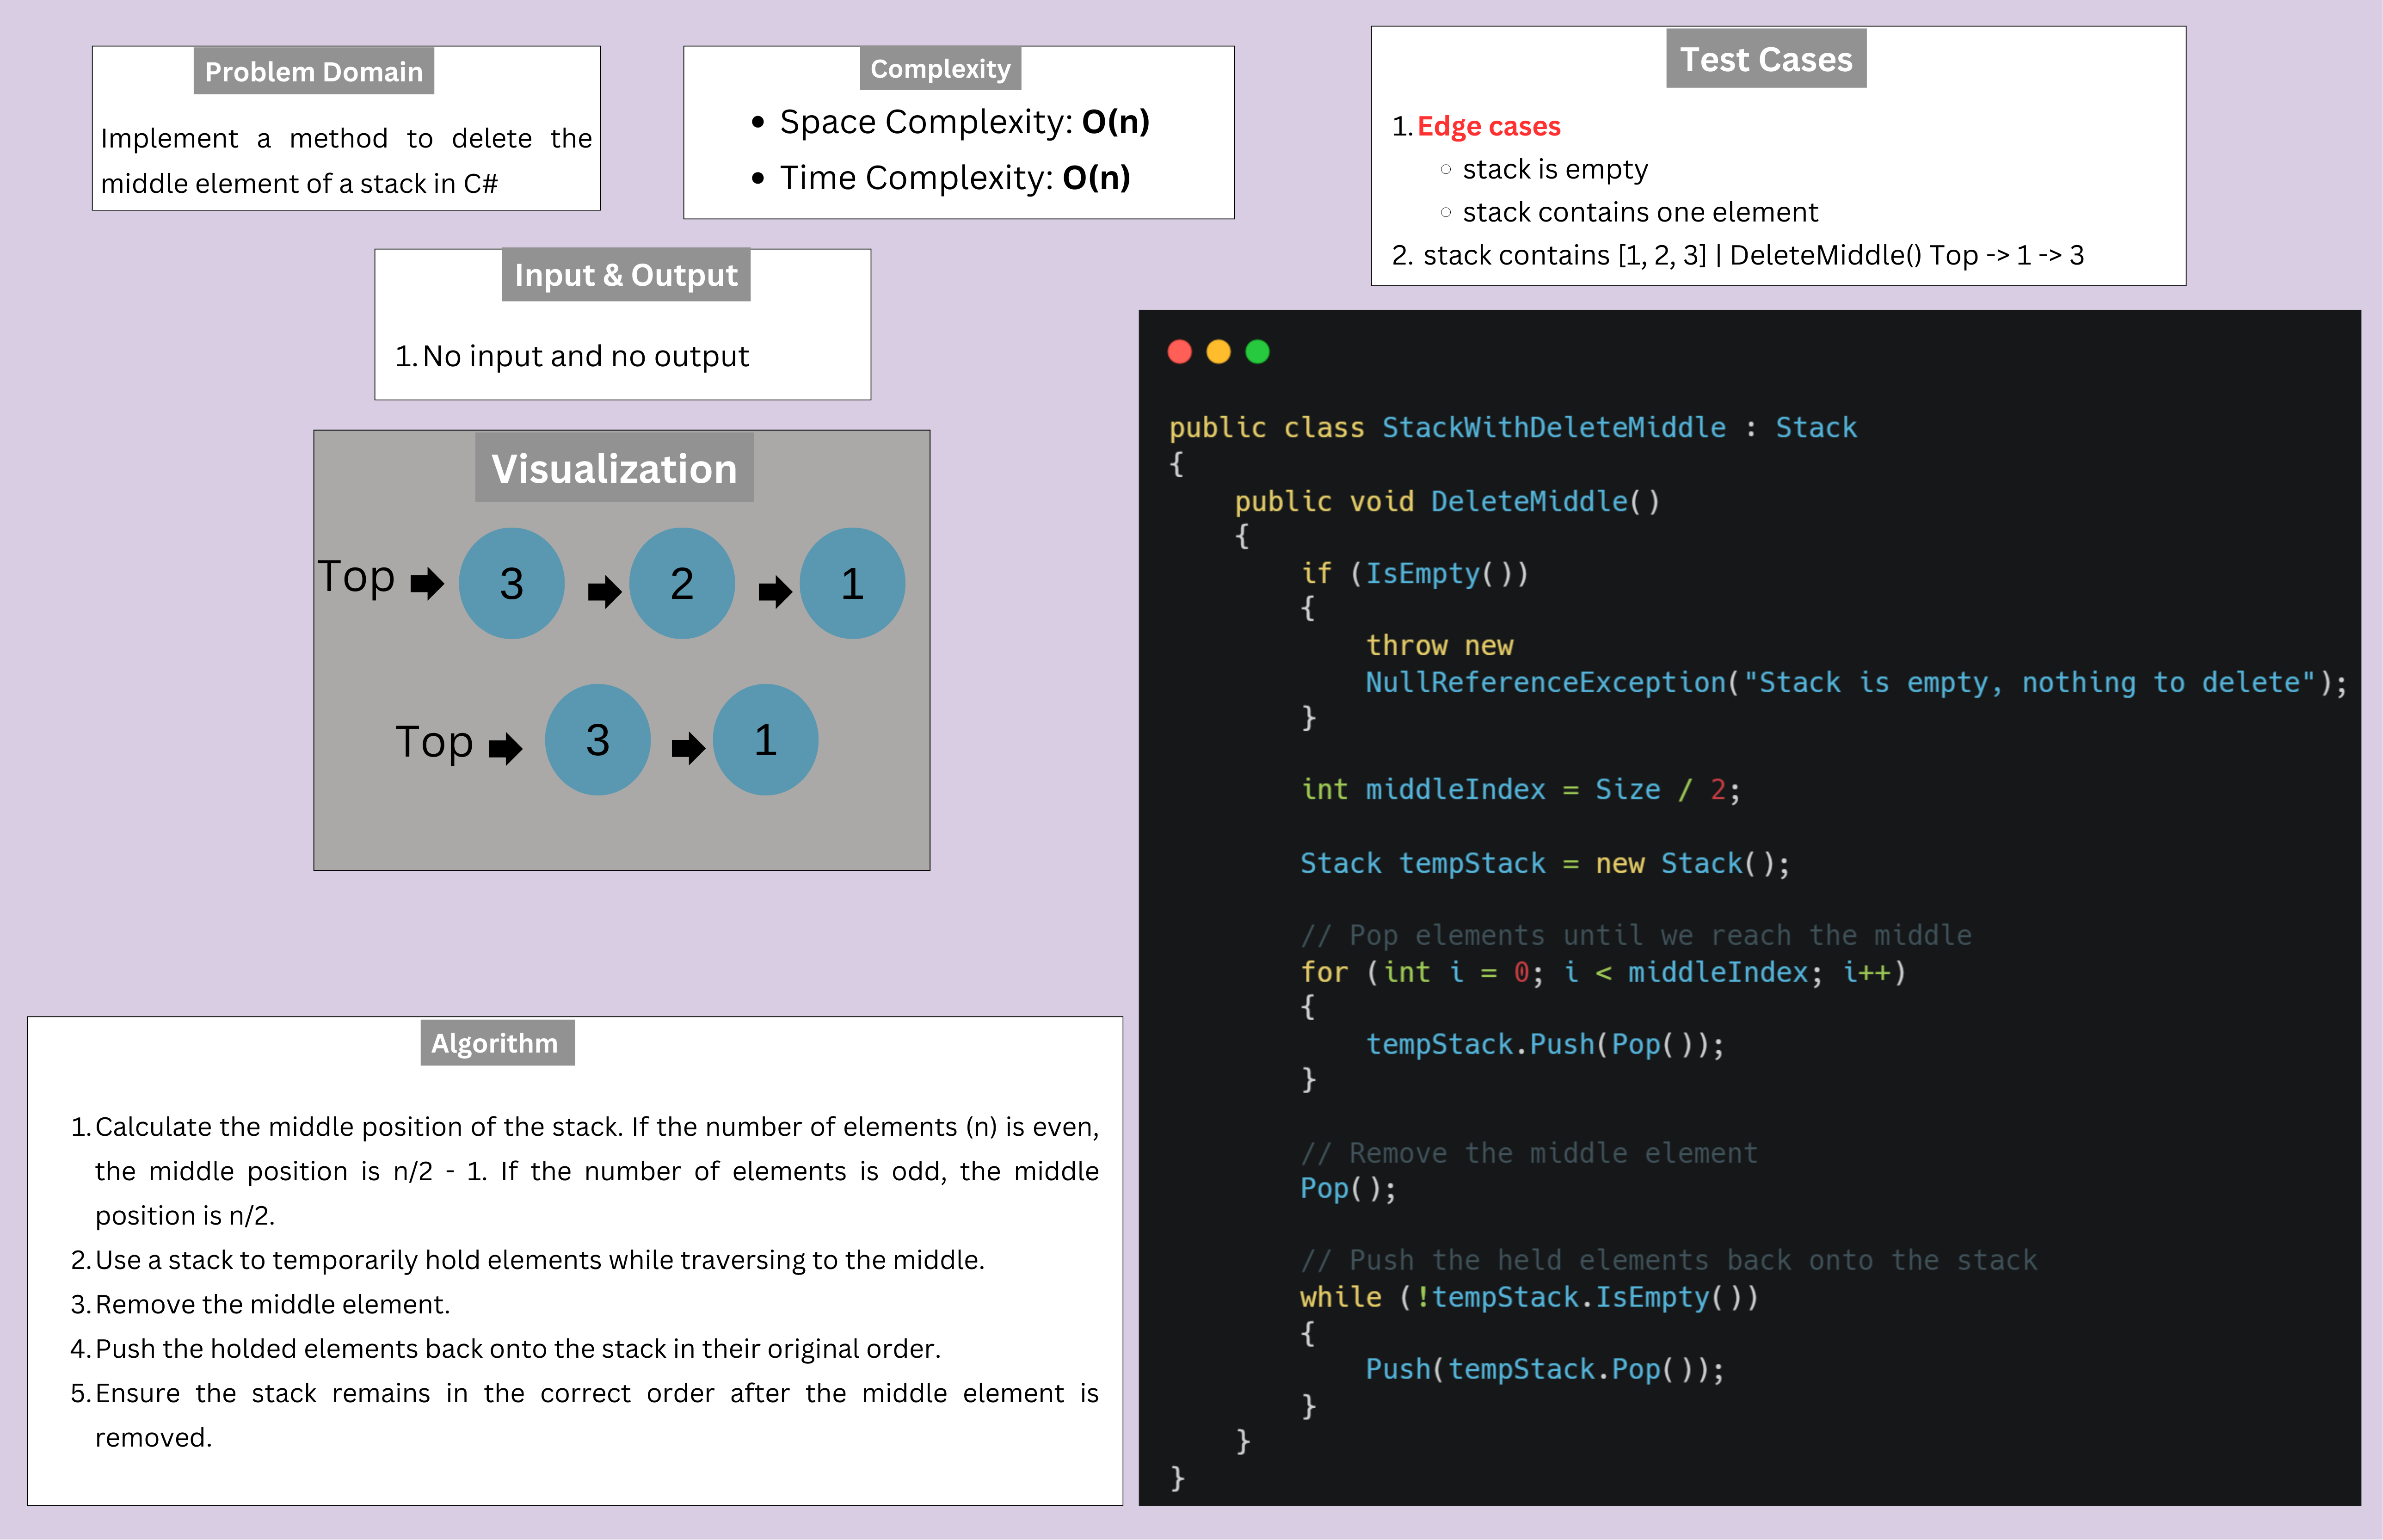 Problem Domain
Implement a method to delete the
middle element of a stack in C#
Complexity
• Space Complexity: O(n)
• Time Complexity: O(n)
Test Cases
1. Edge cases
○ stack is empty
○ stack contains one element
2. stack contains [1, 2, 3] | DeleteMiddle() Top -> 1 -> 3
Input & Output
1. No input and no output
Visualization
Top 3 2 1
Top 3 1
Algorithm
1. Calculate the middle position of the stack. If the number of elements (n) is even,
the middle position is n/2 - 1. If the number of elements is odd, the middle
position is n/2.
2. Use a stack to temporarily hold elements while traversing to the middle.
3. Remove the middle element.
4. Push the holded elements back onto the stack in their original order.
5. Ensure the stack remains in the correct order after the middle element is
removed.
public class StackWithDeleteMiddle : Stack
{
    public void DeleteMiddle()
    {
        if (IsEmpty())
        {
            throw new
            NullReferenceException("Stack is empty, nothing to delete");
        }
        int middleIndex = Size / 2;
        Stack tempStack = new Stack();
        // Pop elements until we reach the middle
        for (int i = 0; i < middleIndex; i++)
        {
            tempStack.Push(Pop());
        }
        // Remove the middle element
        Pop();
        // Push the held elements back onto the stack
        while (!tempStack.IsEmpty())
        {
            Push(tempStack.Pop());
        }
    }
}